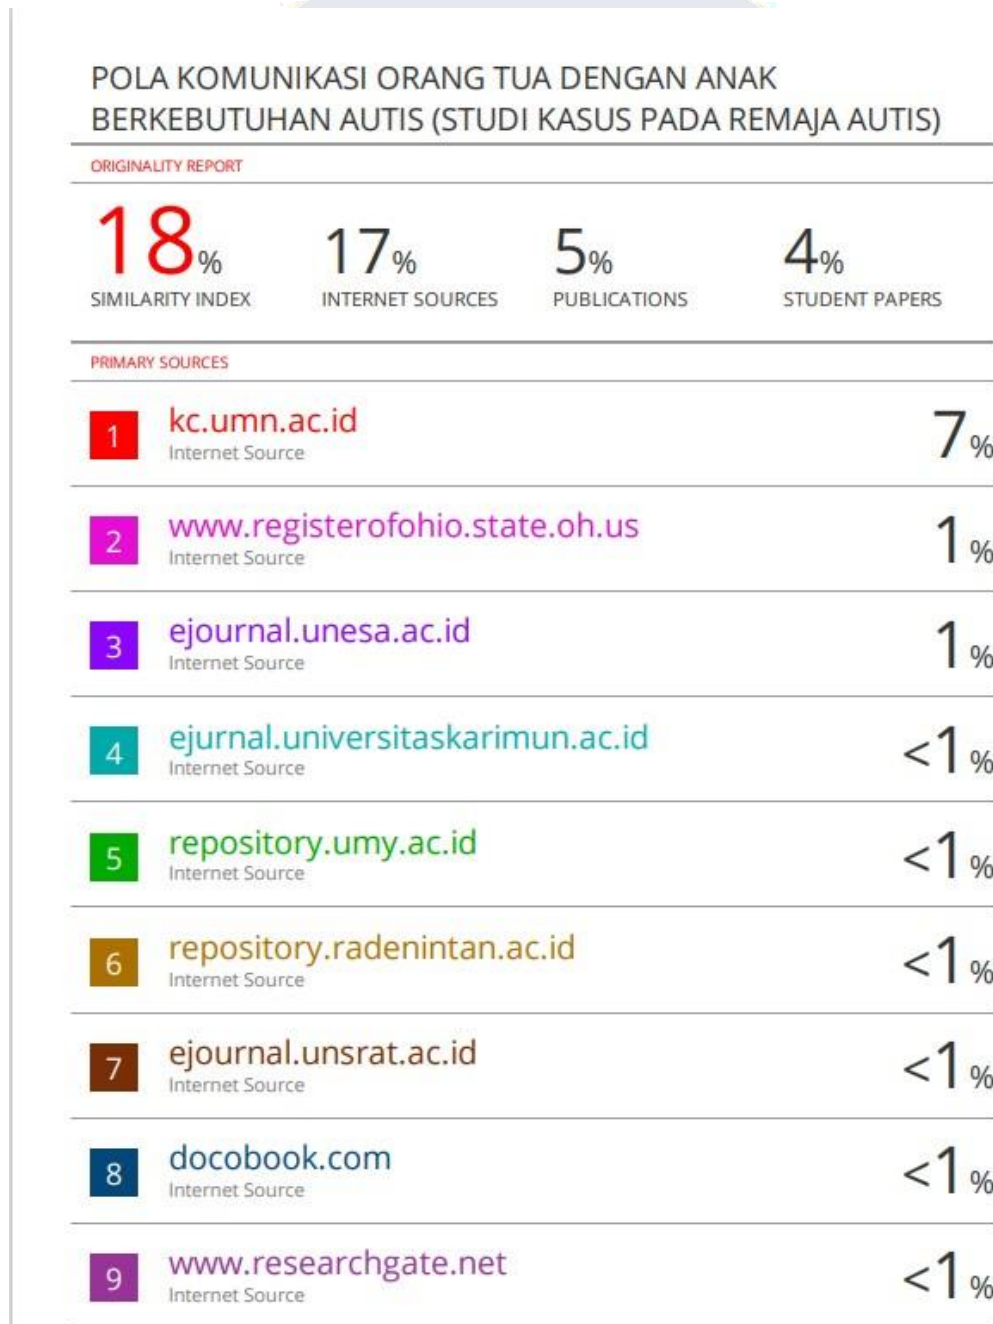 POLA KOMUNIKASI ORANG TUA DENGAN ANAK
BERKEBUTUHAN AUTIS (STUDI KASUS PADA REMAJA AUTIS)
ORIGINALITY REPORT
18% 17% 5% 4%
SIMILARITY INDEX INTERNET SOURCES PUBLICATIONS STUDENT PAPERS
PRIMARY SOURCES
1 kc.umn.ac.id 7%
Internet Source
2 www.registerofohio.state.oh.us 1%
Internet Source
3 ejournal.unesa.ac.id 1%
Internet Source
4 ejurnal.universitaskarimun.ac.id <1%
Internet Source
5 repository.umy.ac.id <1%
Internet Source
6 repository.radenintan.ac.id <1%
Internet Source
7 ejournal.unsrat.ac.id <1%
Internet Source
8 docobook.com <1%
Internet Source
9 www.researchgate.net <1%
Internet Source